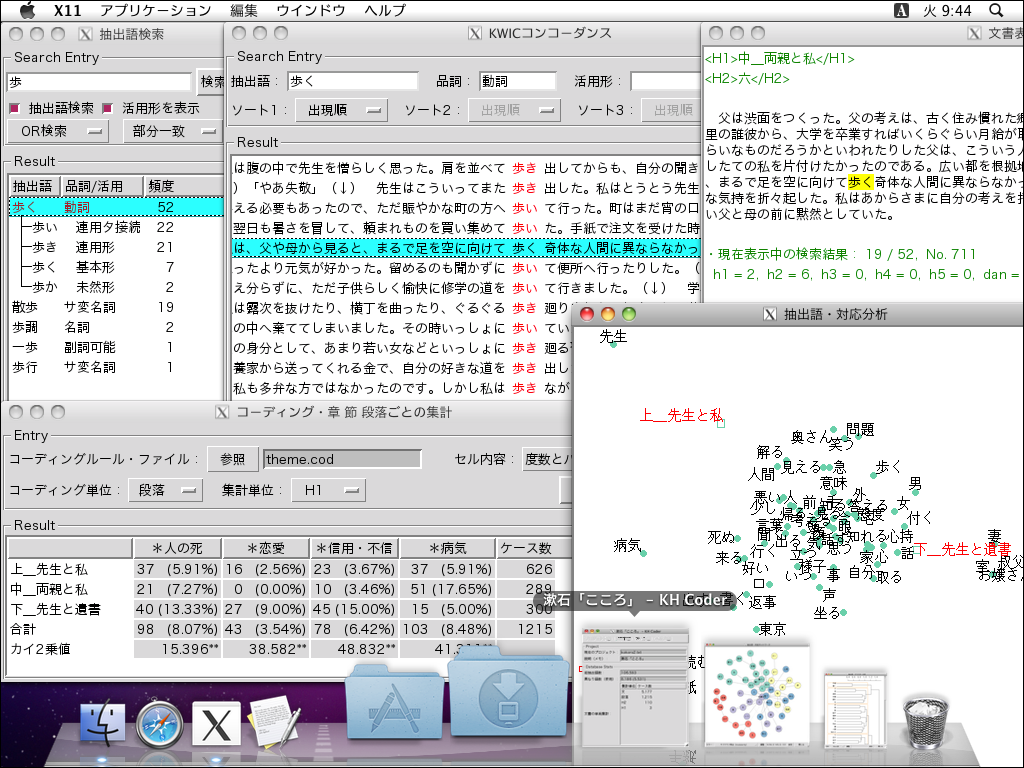 X11 アプリケーション 編集 ウインドウ ヘルプ
A 火 9:44
抽出語検索
Search Entry
歩
検索
抽出語検索 活用形を表示
OR検索 部分一致
Result
抽出語 品詞/活用 頻度
歩く 動詞 52
歩い 連用タ接続 22
歩き 連用形 21
歩く 基本形 7
歩か 未然形 2
散歩 サ変名詞 19
歩調 名詞 2
一歩 副詞可能 1
歩行 サ変名詞 1
KWICコンコーダンス
Search Entry
抽出語： 歩く 品詞： 動詞 活用形：
ソート1： 出現順 ソート2： 出現順 ソート3： 出現順
Result
は腹の中で先生を憎らしく思った。肩を並べて 歩き 出してからも、自分の聞き
）「やあ失敬」（↓） 先生はこういってまた 歩き 出した。私はとうとう先生
える必要もあったので、ただ賑やかな町の方へ 歩い て行った。町はまだ宵の口
翌日も暑さを冒して、頼まれものを買い集めて 歩い た。手紙で注文を受けた時
は、父や母から見ると、まるで足を空に向けて 歩く 奇体な人間に異ならなかっ
ったより元気が好かった。留めるのも聞かずに 歩い て便所へ行ったりした。（
え分らずに、ただ子供らしく愉快に修学の道を 歩い て行きました。（↓） 学
は露次を抜けたり、横丁を曲ったり、ぐるぐる 歩き 廻り
の中へ棄ててしまいました。その時いっしょに 歩い てい
の身分として、あまり若い女などといっしょに 歩き 廻る
養家から送ってくれる金で、自分の好きな道を 歩き 出し
私も多弁な方ではなかったのです。しかし私は 歩き なが
文書表
<H1>中__両親と私</H1>
<H2>六</H2>
父は渋面をつくった。父の考えは、古く住み慣れた郷
里の誰彼から、大学を卒業すればいくらぐらい月給が取
らいなものだろうかといわれたりした父は、こういう人
したての私を片付けたかったのである。広い都を根拠地
、まるで足を空に向けて歩く奇体な人間に異ならなかっ
な気持を折々起した。私はあからさまに自分の考えを打
い父と母の前に黙然としていた。
・現在表示中の検索結果： 19 / 52, No. 711
h1 = 2, h2 = 6, h3 = 0, h4 = 0, h5 = 0, dan =
コーディング・章 節 段落ごとの集計
Entry
コーディングルール・ファイル： 参照 theme.cod セル内容： 度数とパ
コーディング単位： 段落 集計単位： H1
Result
＊人の死 ＊恋愛 ＊信用・不信 ＊病気 ケース数
上__先生と私 37 (5.91%) 16 (2.56%) 23 (3.67%) 37 (5.91%) 626
中__両親と私 21 (7.27%) 0 (0.00%) 10 (3.46%) 51 (17.65%) 289
下__先生と遺書 40 (13.33%) 27 (9.00%) 45 (15.00%) 15 (5.00%) 300
合計 98 (8.07%) 43 (3.54%) 78 (6.42%) 103 (8.48%) 1215
カイ2乗値 15.396** 38.582** 48.832**
抽出語・対応分析
先生
上__先生と私
奥さん 問題
笑う
解る
人間 見える 急 歩く
意味 男
悪い 人 前 外
少し 女
言葉 付く
死ぬ 聞く 知れる 心持 妻
病気 下__先生と遺書
来る 行く 出る 立つ 気 思う 家 心 話
好い 様子 お嬢さん
口 いつ 事 自分 取る
返事 声
坐る
東京
漱石「こころ」 – KH Coder